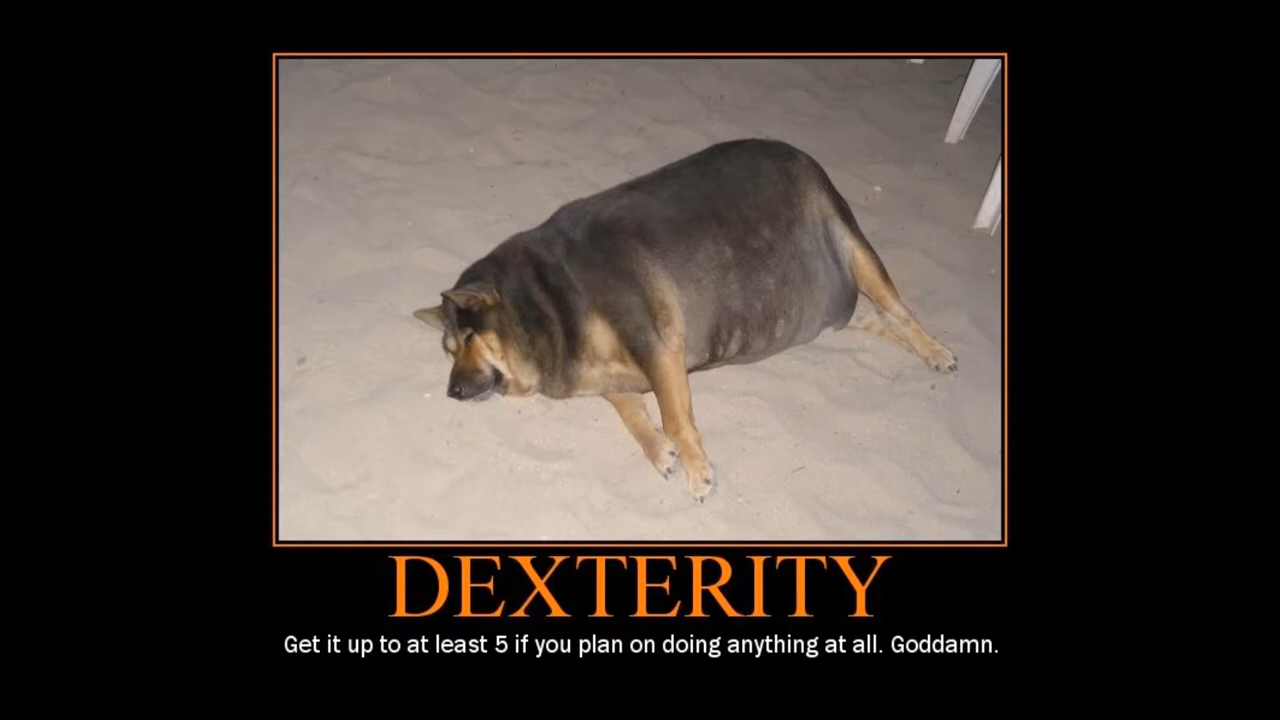 DEXTERITY
Get it up to at least 5 if you plan on doing anything at all. Goddamn.